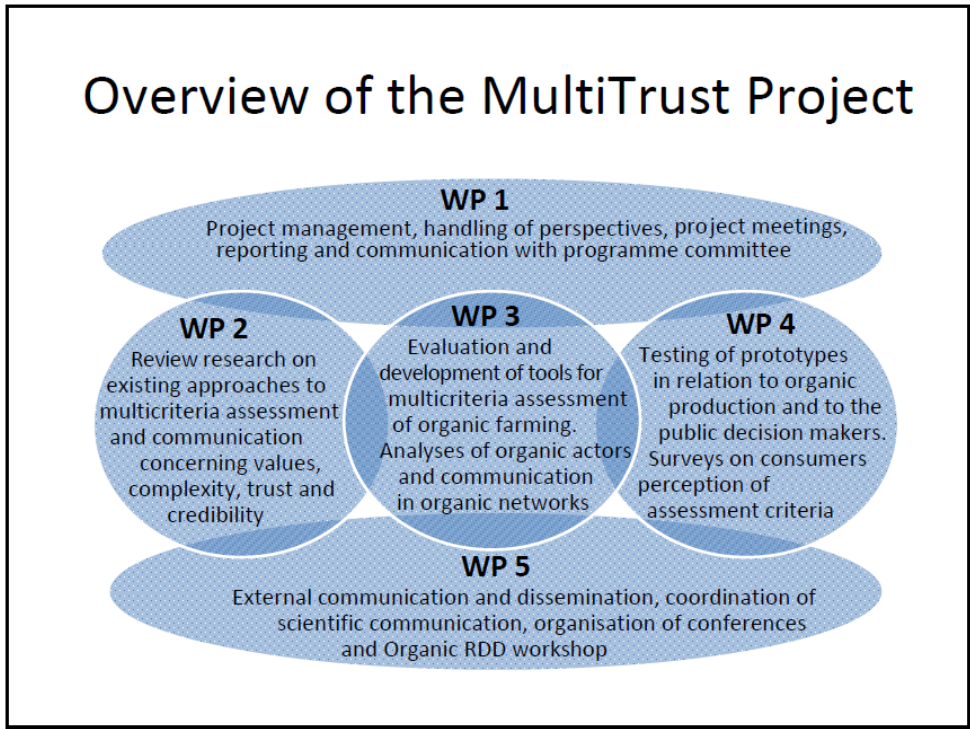 Overview of the MultiTrust Project
WP 1
Project management, handling of perspectives, project meetings,
reporting and communication with programme committee
WP 2
Review research on
existing approaches to
multicriteria assessment
and communication
concerning values,
complexity, trust and
credibility
WP 3
Evaluation and
development of tools for
multicriteria assessment
of organic farming.
Analyses of organic actors
and communication
in organic networks
WP 4
Testing of prototypes
in relation to organic
production and to the
public decision makers.
Surveys on consumers
perception of
assessment criteria
WP 5
External communication and dissemination, coordination of
scientific communication, organisation of conferences
and Organic RDD workshop